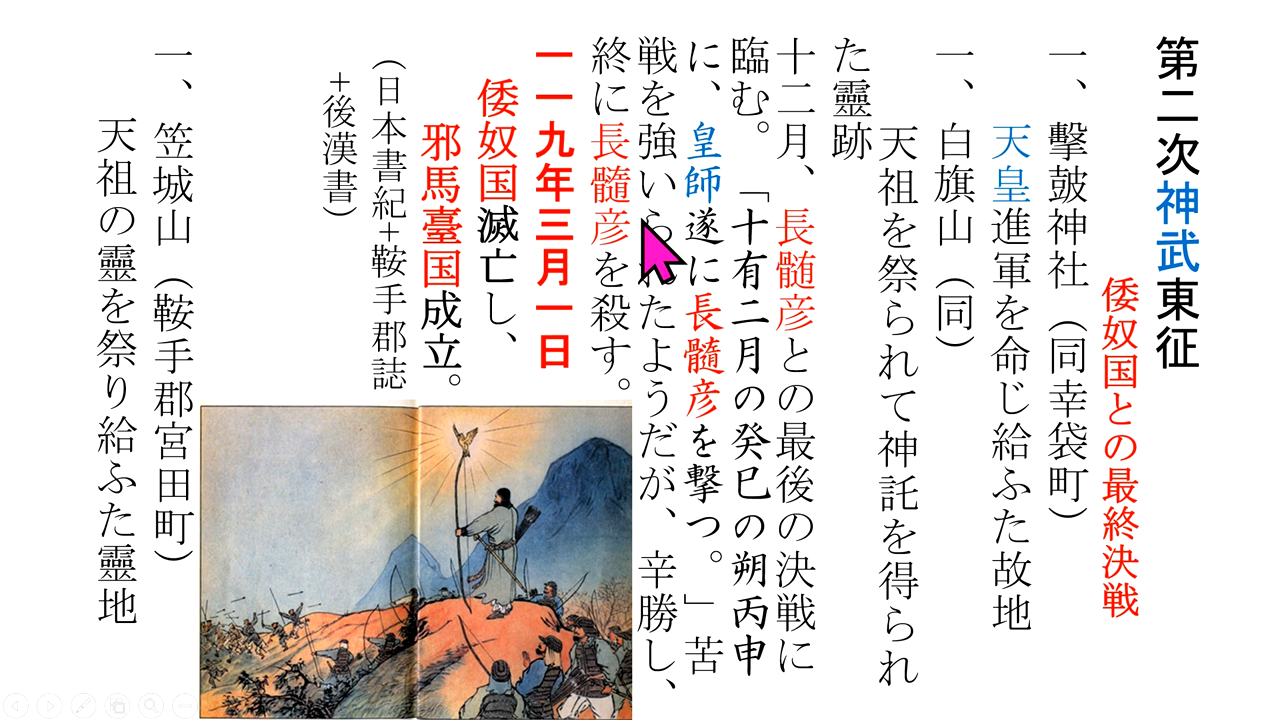 第二次神武東征
倭奴国との最終決戦
一、擊鼓神社（同幸袋町）
天皇進軍を命じ給ふた故地
一、白旗山（同）
天祖を祭られて神託を得られ
た靈跡
十二月、長髄彦との最後の決戦に
臨む。「十有二月の癸巳の朔丙申
に、皇師遂に長髓彦を撃つ。」苦
戦を強いられたようだが、辛勝し、
終に長髓彦を殺す。
一一九年三月一日
倭奴国滅亡し、
邪馬臺国成立。
（日本書紀+鞍手郡誌
+後漢書）
一、笠城山（鞍手郡宮田町）
天祖の靈を祭り給ふた靈地